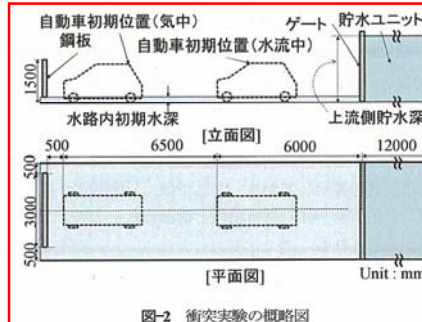 自動車初期位置(気中)
鋼板
自動車初期位置(水流中)
ゲート
貯水ユニット
1500
水路内初期水深
[立面図]
上流側貯水深
500
6500
6000
12000
500
3000
500
[平面図]
Unit : mm
図-2 衝突実験の概略図